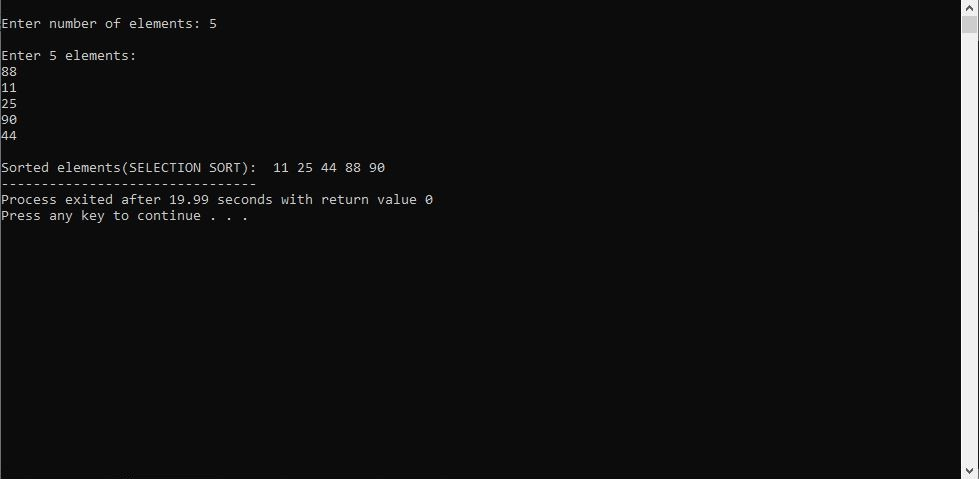 Enter number of elements: 5
Enter 5 elements:
88
11
25
90
44
Sorted elements(SELECTION SORT):  11 25 44 88 90
--------------------------------
Process exited after 19.99 seconds with return value 0
Press any key to continue . . .